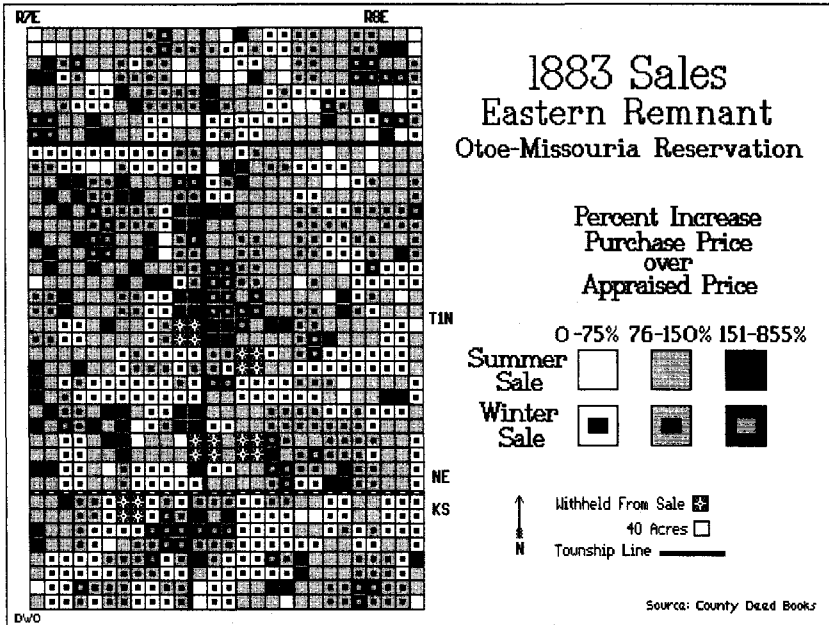 R7E
R8E
1883 Sales
Eastern Remnant
Otoe-Missouria Reservation
Percent Increase
Purchase Price
over
Appraised Price
0-75% 76-150% 151-855%
Summer
Sale
Winter
Sale
T1N
NE
KS
N
Withheld From Sale
40 Acres
Township Line
Source: County Deed Books
DWO